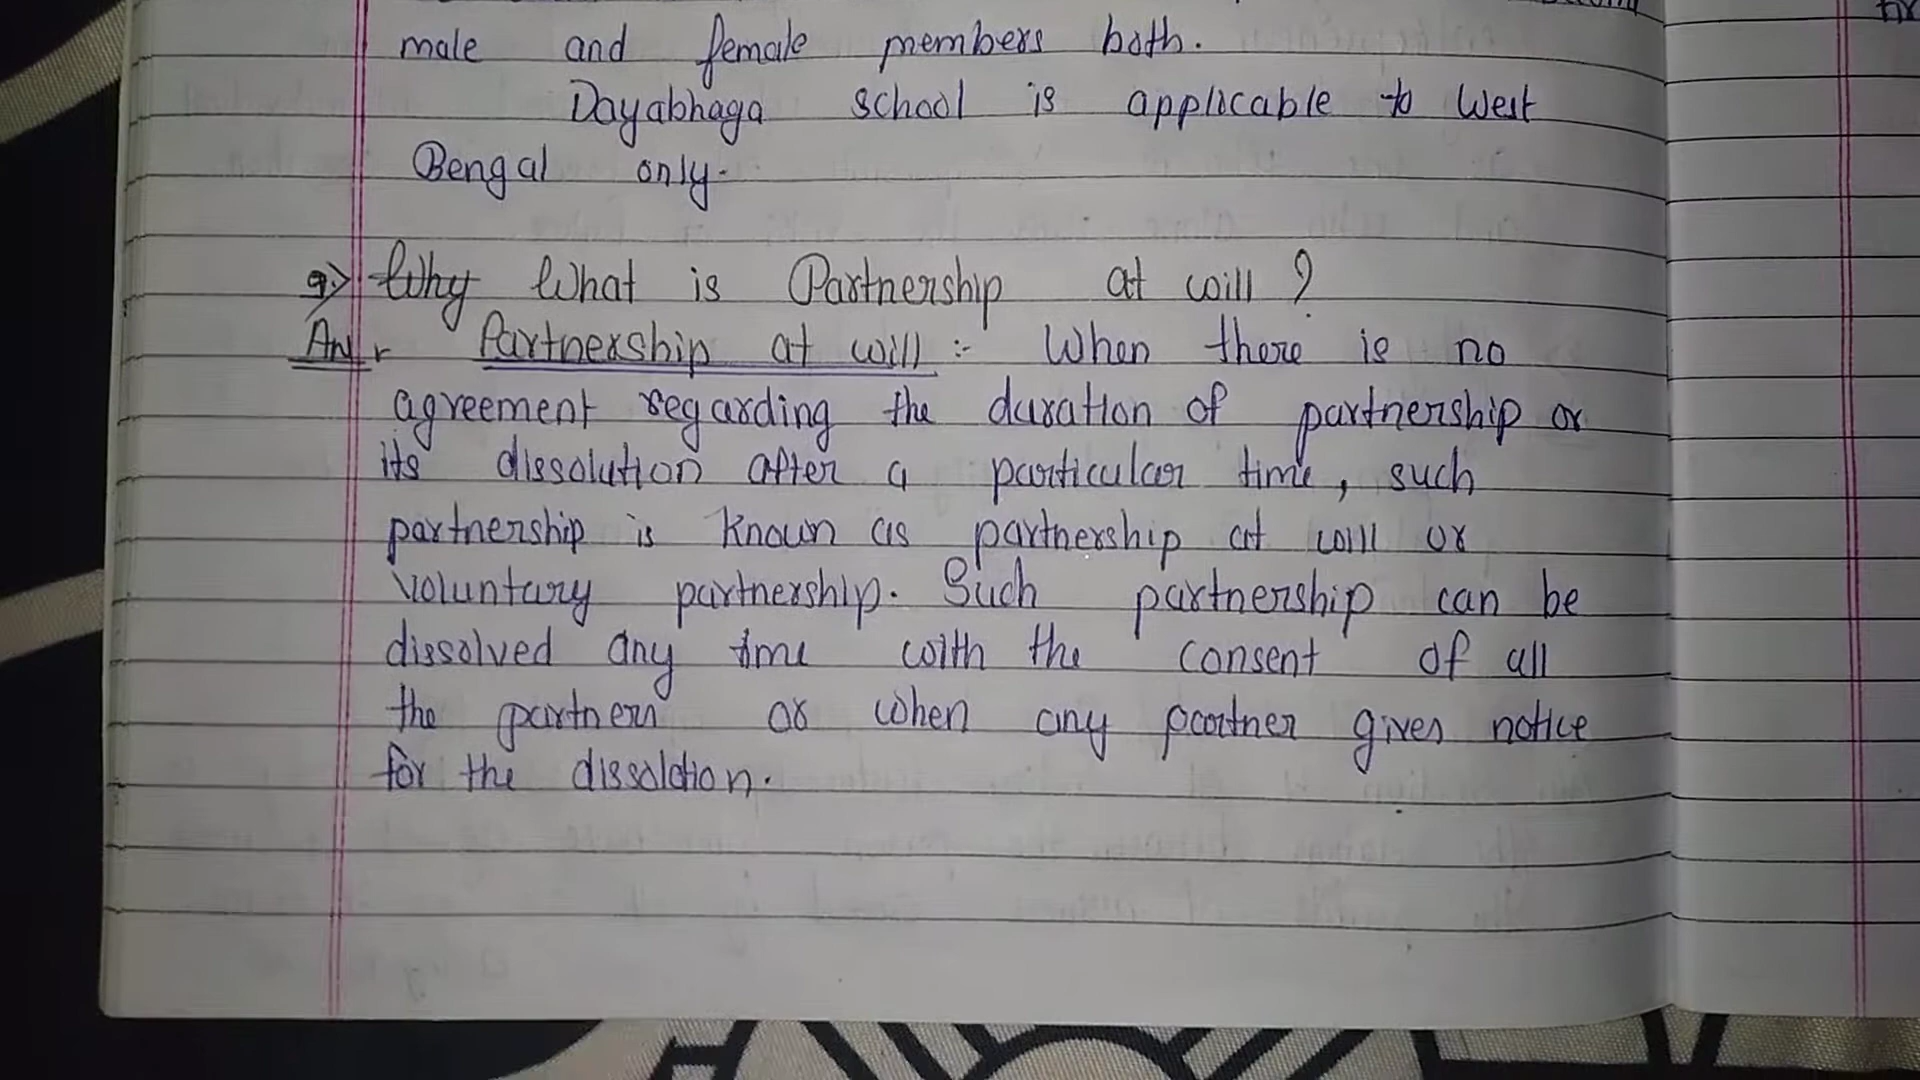 male and female members both.
Dayabhaga school is applicable to West
Bengal only.
9.> Why What is Partnership at will ?
Ans Partnership at will :- When there is no
agreement regarding the duration of partnership or
its dissolution after a particular time, such
partnership is known as partnership at will or
voluntary partnership. Such partnership can be
dissolved any time with the consent of all
the partners or when any partner gives notice
for the dissoldion.